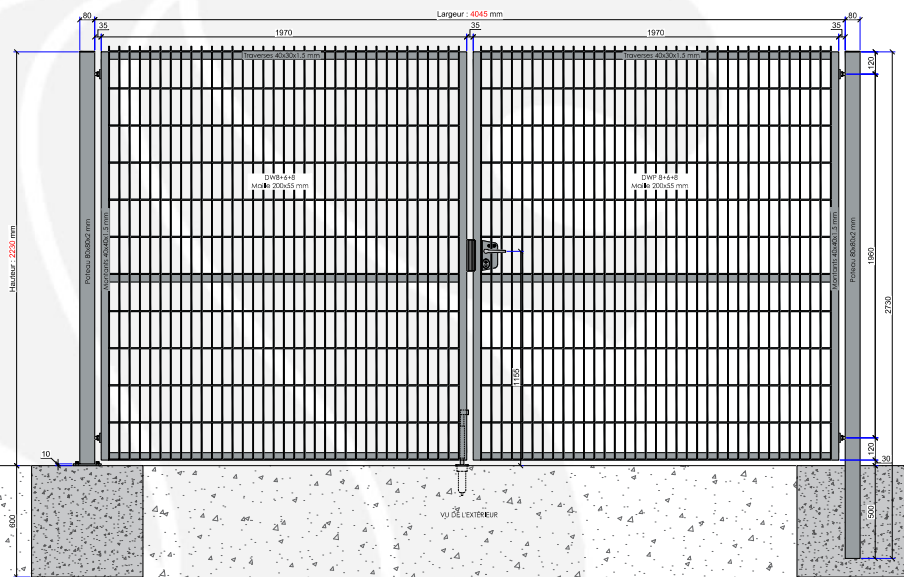 Largeur : 4045 mm
80
80
35
1970
35
1970
35
Traverses 40x30x1.5 mm
Traverses 40x30x1.5 mm
120
DW8+6+8
Maille 200x55 mm
DWP 8+6+8
Maille 200x55 mm
Hauteur : 2230 mm
Poteau 80x80x2 mm
Montants 40x40x1.5 mm
Montants 40x40x1.5 mm
Poteau 80x80x2 mm
1960
2730
1155
10
120
30
600
500
VU DE L'EXTÉRIEUR